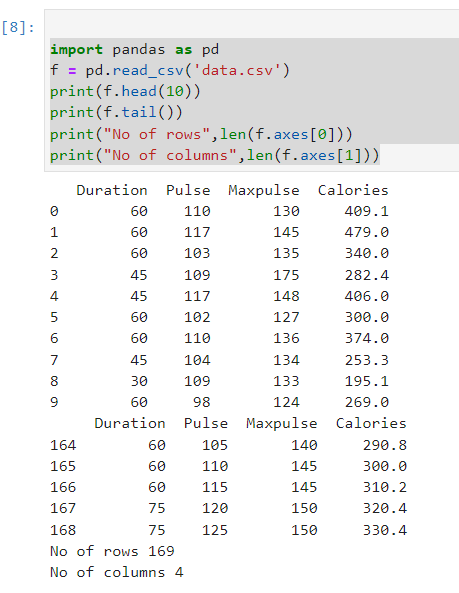 [8]:
import pandas as pd
f = pd.read_csv('data.csv')
print(f.head(10))
print(f.tail())
print("No of rows",len(f.axes[0]))
print("No of columns",len(f.axes[1]))
   Duration  Pulse  Maxpulse  Calories
0        60    110       130     409.1
1        60    117       145     479.0
2        60    103       135     340.0
3        45    109       175     282.4
4        45    117       148     406.0
5        60    102       127     300.0
6        60    110       136     374.0
7        45    104       134     253.3
8        30    109       133     195.1
9        60     98       124     269.0
     Duration  Pulse  Maxpulse  Calories
164        60    105       140     290.8
165        60    110       145     300.0
166        60    115       145     310.2
167        75    120       150     320.4
168        75    125       150     330.4
No of rows 169
No of columns 4